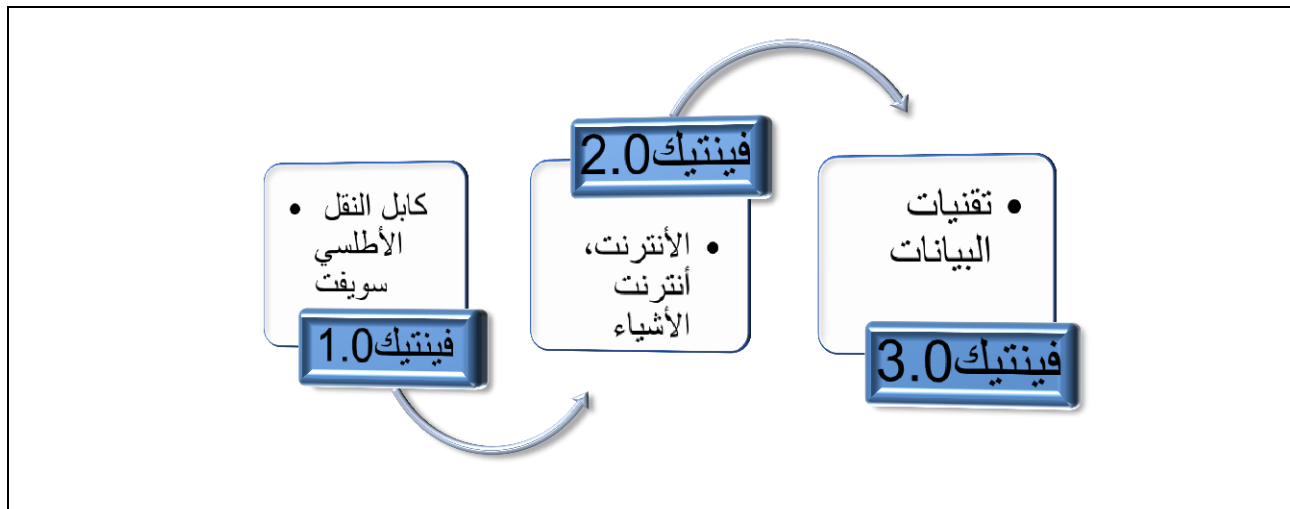 • كابل النقل
الأطلسي
سويفت
فينتيك1.0
فينتيك2.0
• الأنترنت،
أنترنت
الأشياء
• تقنيات
البيانات
فينتيك3.0